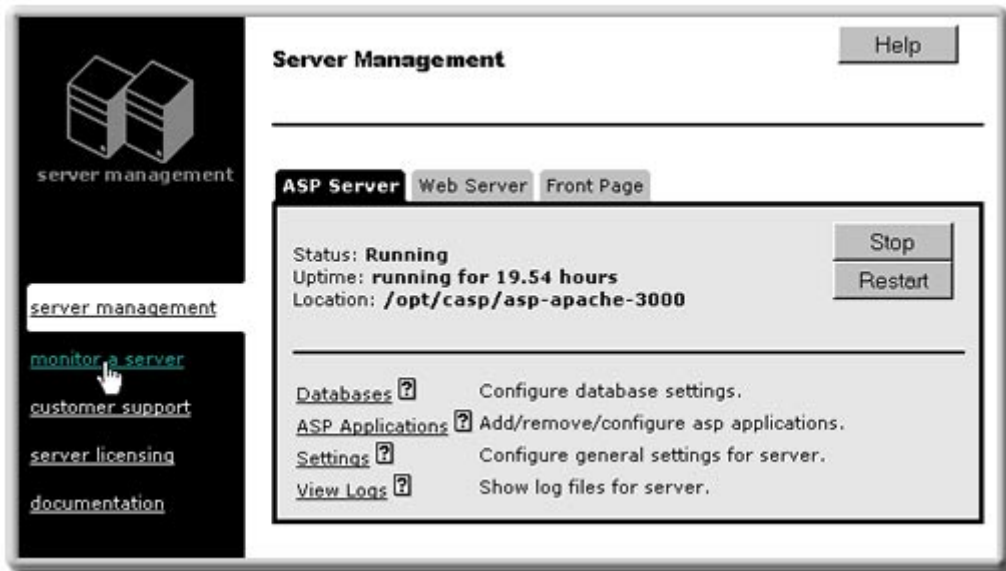 server management
server management
monitor a server
customer support
server licensing
documentation
Server Management
Help
ASP Server Web Server Front Page
Status: Running
Uptime: running for 19.54 hours
Location: /opt/casp/asp-apache-3000
Stop
Restart
Databases ? Configure database settings.
ASP Applications ? Add/remove/configure asp applications.
Settings ? Configure general settings for server.
View Logs ? Show log files for server.